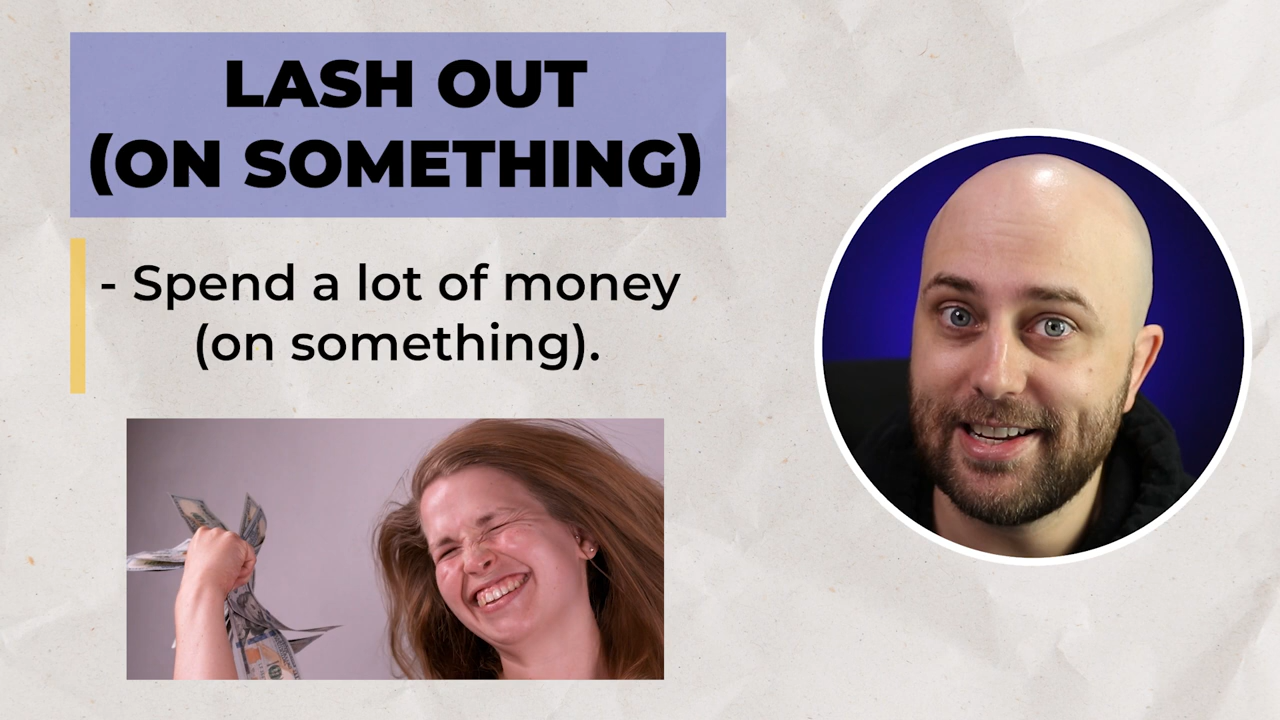 LASH OUT
(ON SOMETHING)
- Spend a lot of money
(on something).